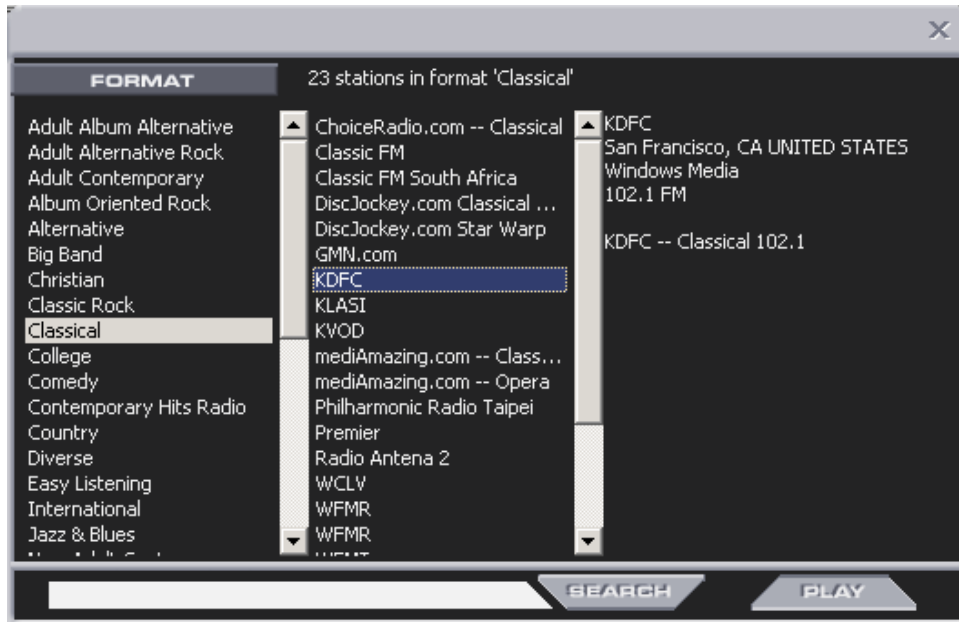 FORMAT
23 stations in format 'Classical'
Adult Album Alternative
Adult Alternative Rock
Adult Contemporary
Album Oriented Rock
Alternative
Big Band
Christian
Classic Rock
Classical
College
Comedy
Contemporary Hits Radio
Country
Diverse
Easy Listening
International
Jazz & Blues
ChoiceRadio.com -- Classical
Classic FM
Classic FM South Africa
DiscJockey.com Classical ...
DiscJockey.com Star Warp
GMN.com
KDFC
KLASI
KVOD
mediAmazing.com -- Class...
mediAmazing.com -- Opera
Philharmonic Radio Taipei
Premier
Radio Antena 2
WCLV
WFMR
WFMR
KDFC
San Francisco, CA UNITED STATES
Windows Media
102.1 FM
KDFC -- Classical 102.1
SEARCH
PLAY